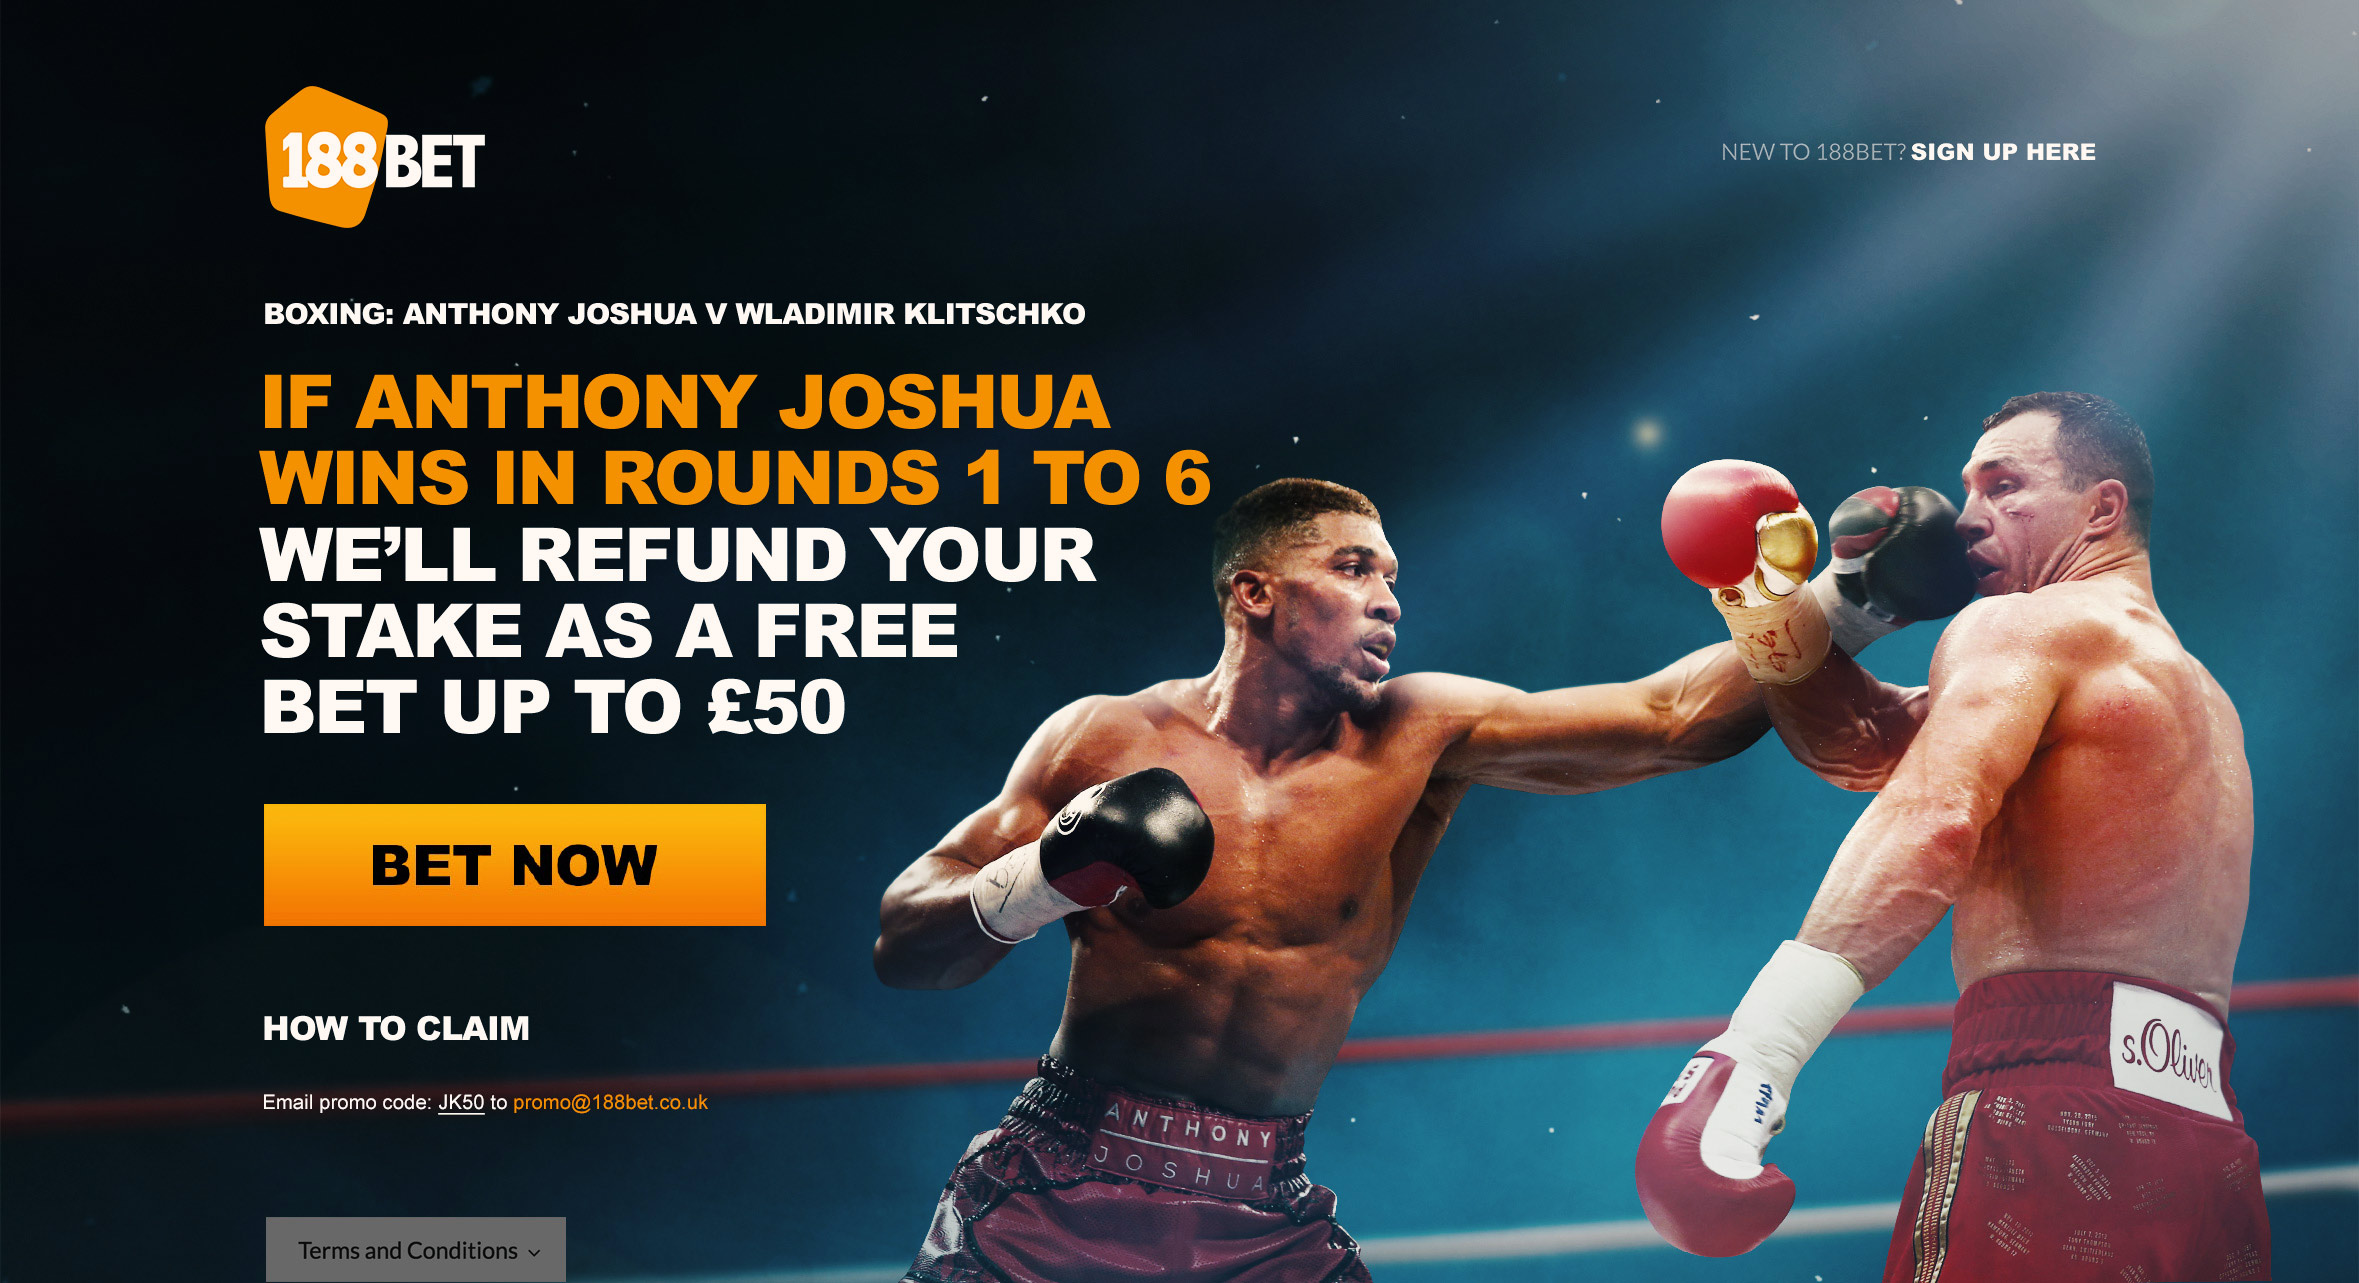 188BET
NEW TO 188BET? SIGN UP HERE
BOXING: ANTHONY JOSHUA V WLADIMIR KLITSCHKO
IF ANTHONY JOSHUA
WINS IN ROUNDS 1 TO 6
WE'LL REFUND YOUR
STAKE AS A FREE
BET UP TO £50
BET NOW
HOW TO CLAIM
Email promo code: JK50 to promo@188bet.co.uk
Terms and Conditions
ANTHONY
JOSHUA
s.Oliver